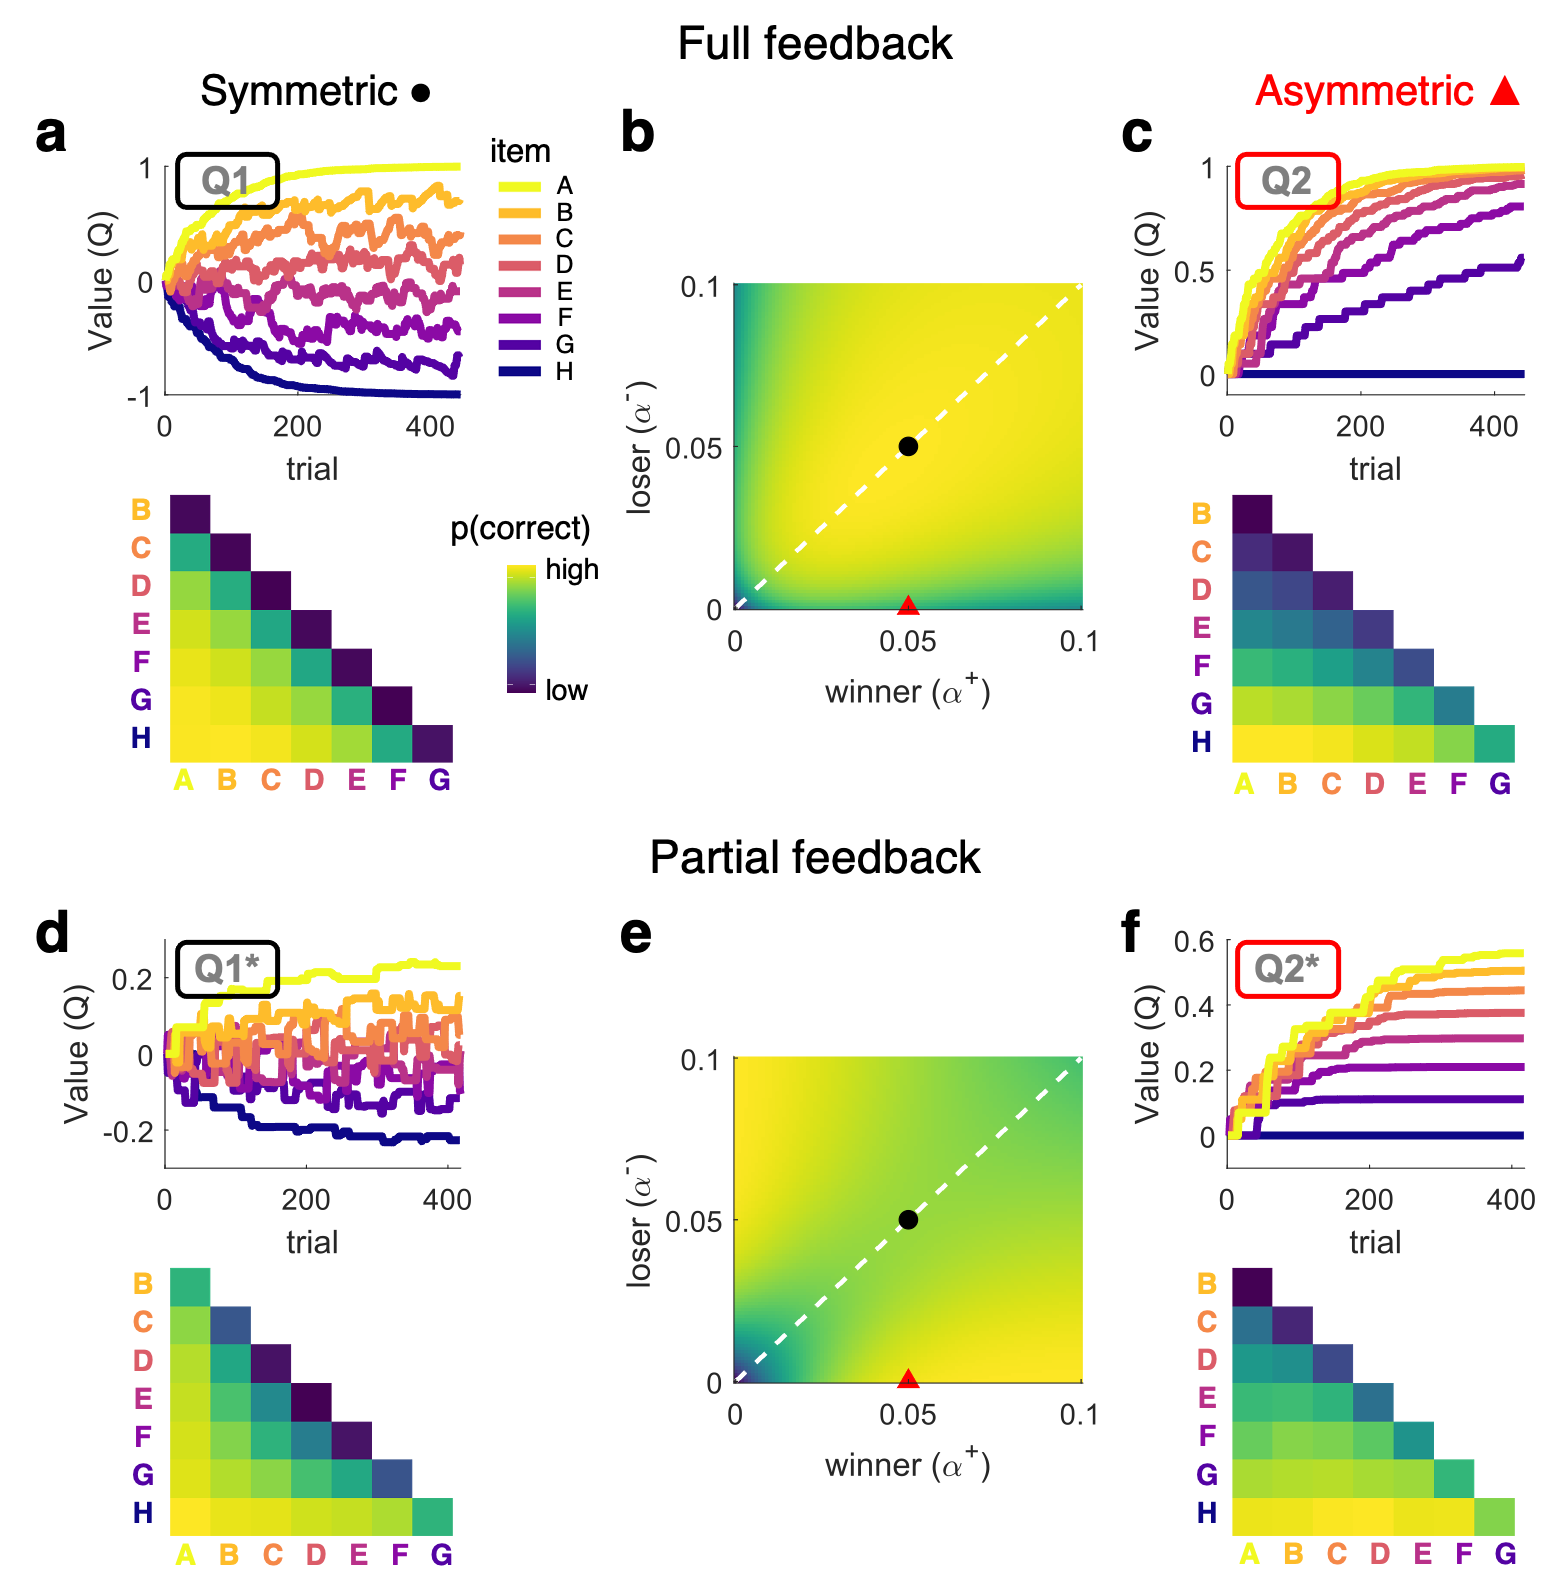 Full feedback
Symmetric ●
Asymmetric ▲
a
Q1
1
0
-1
Value (Q)
0
200
400
trial
item
A
B
C
D
E
F
G
H
B
C
D
E
F
G
H
A B C D E F G
p(correct)
high
low
b
0.1
0.05
0
loser (α⁻)
0
0.05
0.1
winner (α⁺)
c
Q2
1
0.5
0
Value (Q)
0
200
400
trial
B
C
D
E
F
G
H
A B C D E F G
Partial feedback
d
Q1*
0.2
0
-0.2
Value (Q)
0
200
400
trial
B
C
D
E
F
G
H
A B C D E F G
e
0.1
0.05
0
loser (α⁻)
0
0.05
0.1
winner (α⁺)
f
Q2*
0.6
0.4
0.2
0
Value (Q)
0
200
400
trial
B
C
D
E
F
G
H
A B C D E F G